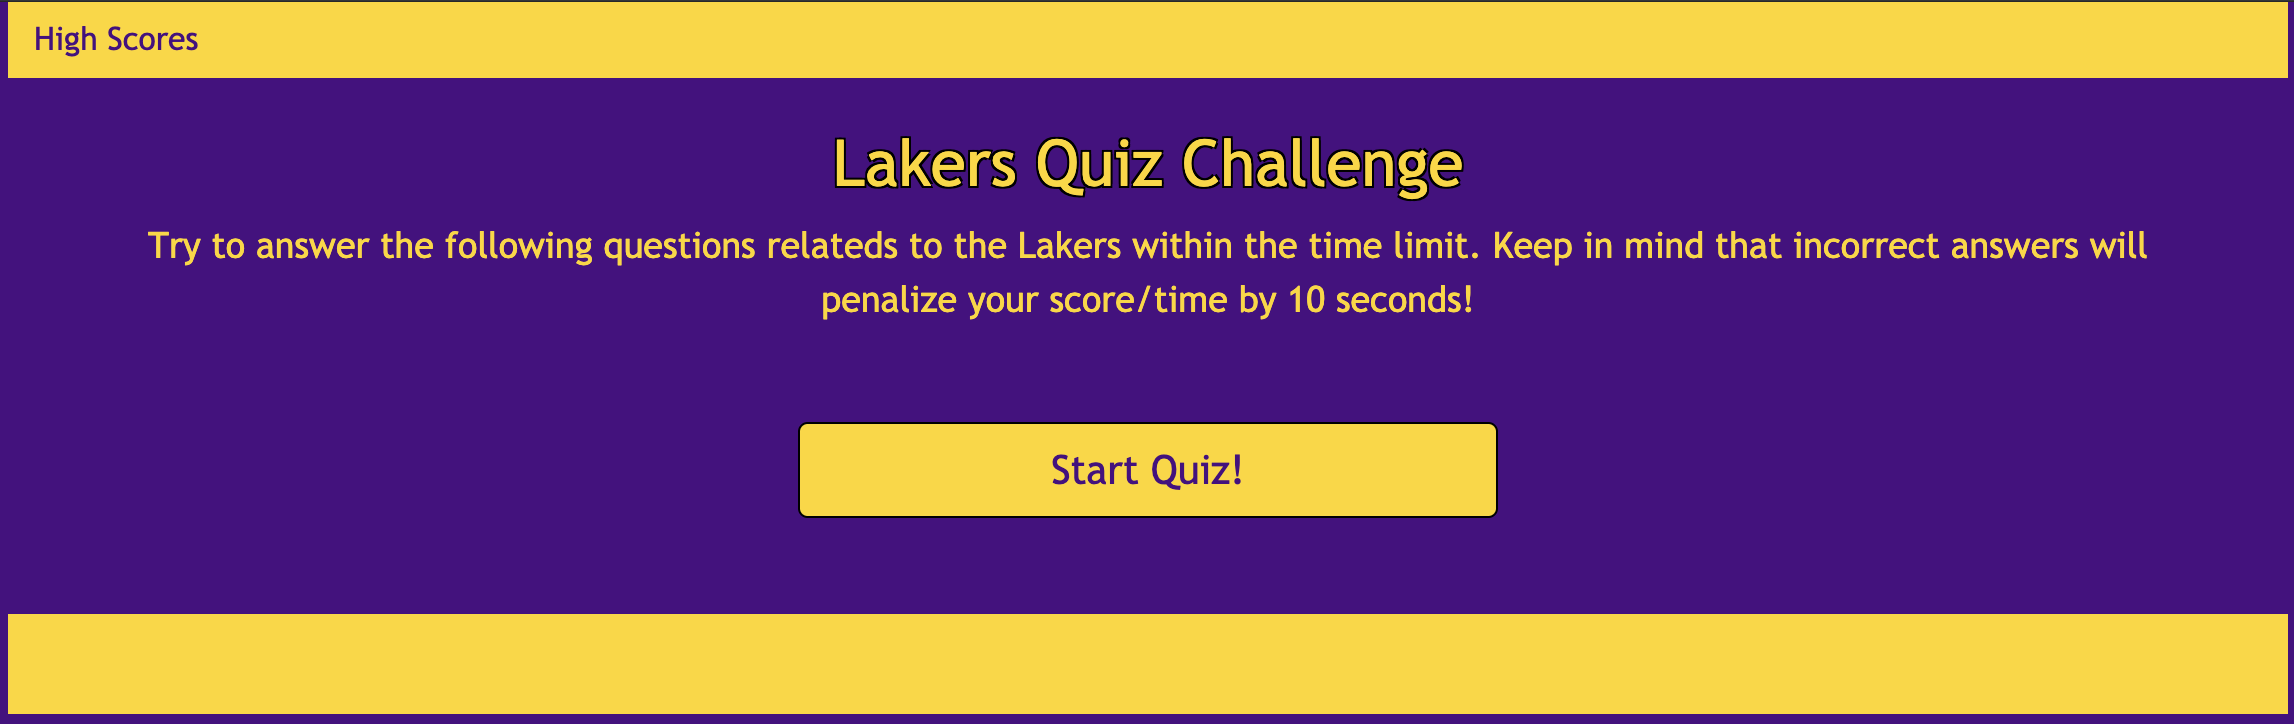 High Scores
Lakers Quiz Challenge
Try to answer the following questions relateds to the Lakers within the time limit. Keep in mind that incorrect answers will
penalize your score/time by 10 seconds!
Start Quiz!